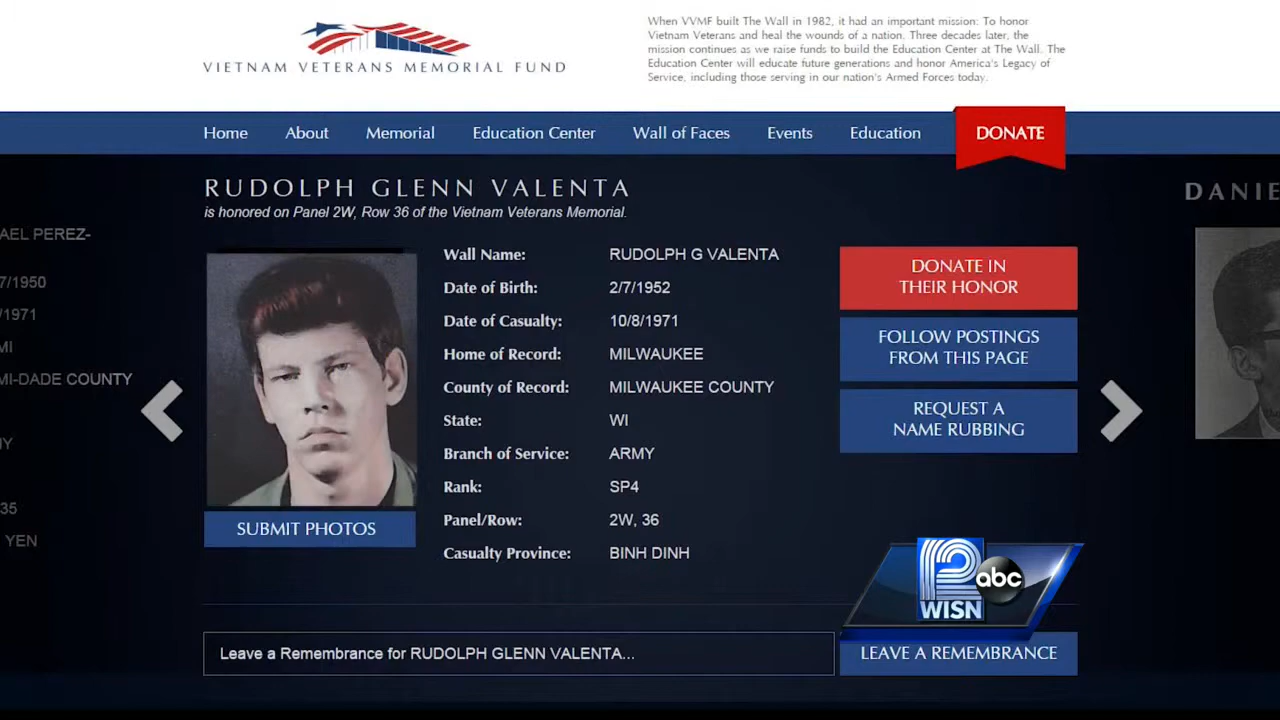 When VVMF built The Wall in 1982, it had an important mission: To honor
Vietnam Veterans and heal the wounds of a nation. Three decades later, the
mission continues as we raise funds to build the Education Center at The Wall. The
Education Center will educate future generations and honor America's Legacy of
Service, including those serving in our nation's Armed Forces today.
VIETNAM VETERANS MEMORIAL FUND
Home About Memorial Education Center Wall of Faces Events Education DONATE
RUDOLPH GLENN VALENTA
is honored on Panel 2W, Row 36 of the Vietnam Veterans Memorial.
DANIE
AEL PEREZ-
7/1950
/1971
MI
MI-DADE COUNTY
Y
35
YEN
Wall Name: RUDOLPH G VALENTA
Date of Birth: 2/7/1952
Date of Casualty: 10/8/1971
Home of Record: MILWAUKEE
County of Record: MILWAUKEE COUNTY
State: WI
Branch of Service: ARMY
Rank: SP4
Panel/Row: 2W, 36
Casualty Province: BINH DINH
SUBMIT PHOTOS
DONATE IN
THEIR HONOR
FOLLOW POSTINGS
FROM THIS PAGE
REQUEST A
NAME RUBBING
12 abc
WISN
Leave a Remembrance for RUDOLPH GLENN VALENTA...
LEAVE A REMEMBRANCE